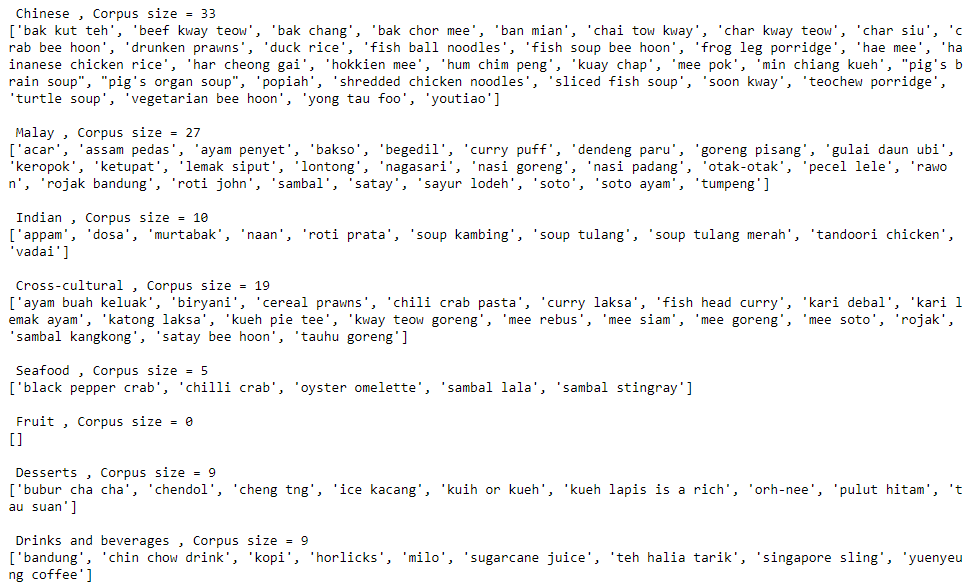 Chinese , Corpus size = 33
['bak kut teh', 'beef kway teow', 'bak chang', 'bak chor mee', 'ban mian', 'chai tow kway', 'char kway teow', 'char siu', 'c
rab bee hoon', 'drunken prawns', 'duck rice', 'fish ball noodles', 'fish soup bee hoon', 'frog leg porridge', 'hae mee', 'ha
inanese chicken rice', 'har cheong gai', 'hokkien mee', 'hum chim peng', 'kuay chap', 'mee pok', 'min chiang kueh', "pig's b
rain soup", "pig's organ soup", 'popiah', 'shredded chicken noodles', 'sliced fish soup', 'soon kway', 'teochew porridge',
'turtle soup', 'vegetarian bee hoon', 'yong tau foo', 'youtiao']
Malay , Corpus size = 27
['acar', 'assam pedas', 'ayam penyet', 'bakso', 'begedil', 'curry puff', 'dendeng paru', 'goreng pisang', 'gulai daun ubi',
'keropok', 'ketupat', 'lemak siput', 'lontong', 'nagasari', 'nasi goreng', 'nasi padang', 'otak-otak', 'pecel lele', 'rawo
n', 'rojak bandung', 'roti john', 'sambal', 'satay', 'sayur lodeh', 'soto', 'soto ayam', 'tumpeng']
Indian , Corpus size = 10
['appam', 'dosa', 'murtabak', 'naan', 'roti prata', 'soup kambing', 'soup tulang', 'soup tulang merah', 'tandoori chicken',
'vadai']
Cross-cultural , Corpus size = 19
['ayam buah keluak', 'biryani', 'cereal prawns', 'chili crab pasta', 'curry laksa', 'fish head curry', 'kari debal', 'kari l
emak ayam', 'katong laksa', 'kueh pie tee', 'kway teow goreng', 'mee rebus', 'mee siam', 'mee goreng', 'mee soto', 'rojak',
'sambal kangkong', 'satay bee hoon', 'tauhu goreng']
Seafood , Corpus size = 5
['black pepper crab', 'chilli crab', 'oyster omelette', 'sambal lala', 'sambal stingray']
Fruit , Corpus size = 0
[]
Desserts , Corpus size = 9
['bubur cha cha', 'chendol', 'cheng tng', 'ice kacang', 'kuih or kueh', 'kueh lapis is a rich', 'orh-nee', 'pulut hitam', 't
au suan']
Drinks and beverages , Corpus size = 9
['bandung', 'chin chow drink', 'kopi', 'horlicks', 'milo', 'sugarcane juice', 'teh halia tarik', 'singapore sling', 'yuenyeu
ng coffee']